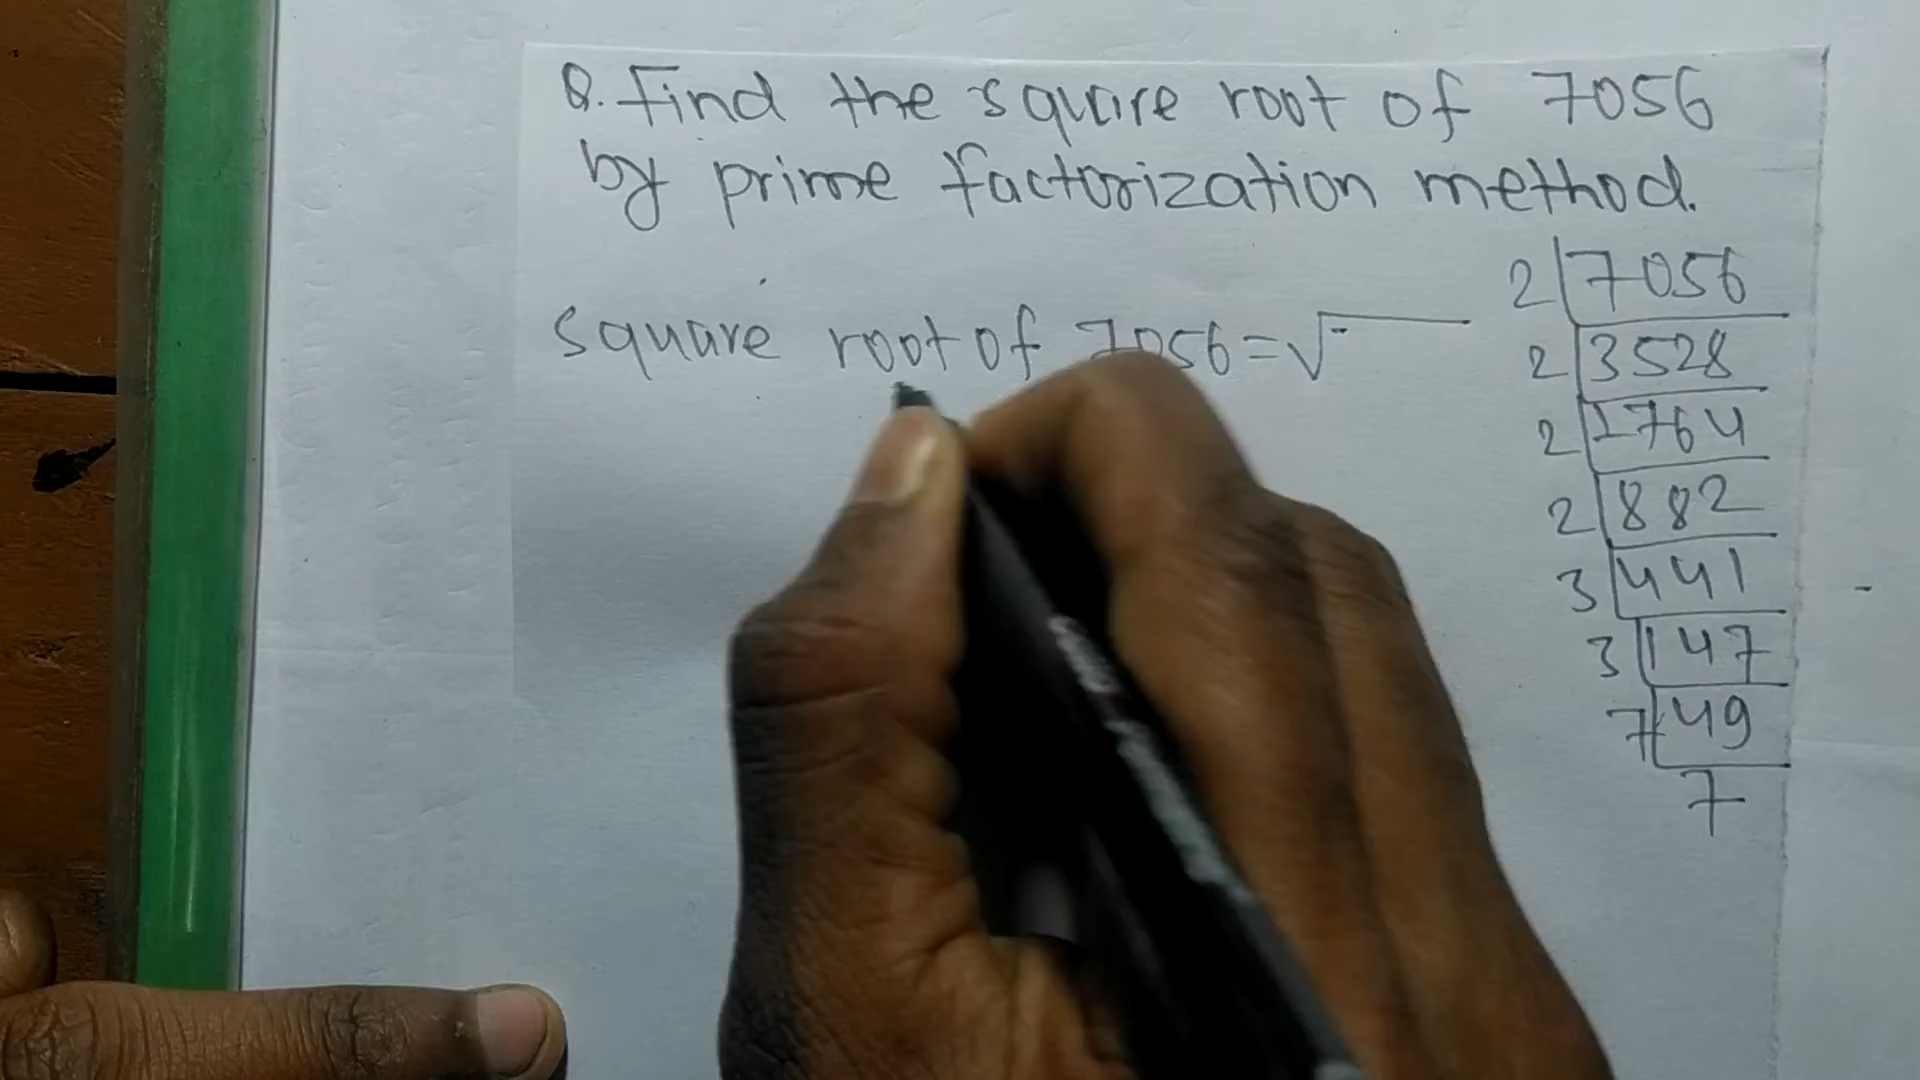 Q. Find the square root of 7056
by prime factorization method.
square root of 7056 = √
2 | 7056
2 | 3528
2 | 1764
2 | 882
3 | 441
3 | 147
7 | 49
7